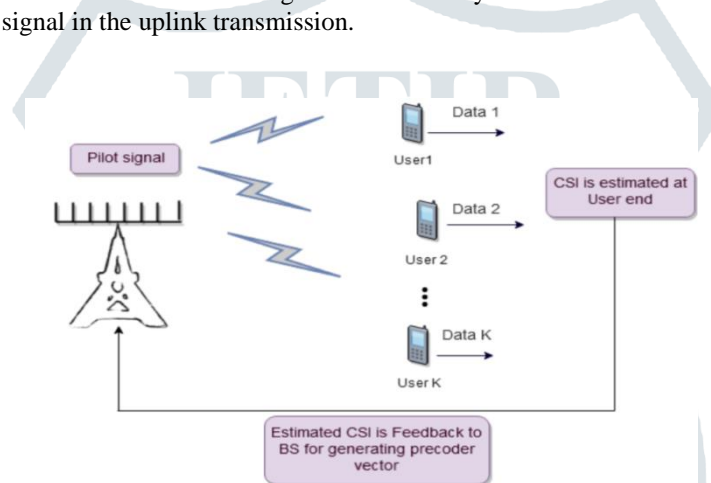 signal in the uplink transmission.
JETIR
Data 1
Pilot signal
User1
CSI is estimated at
User end
Data 2
User 2
Data K
User K
Estimated CSI is Feedback to
BS for generating precoder
vector